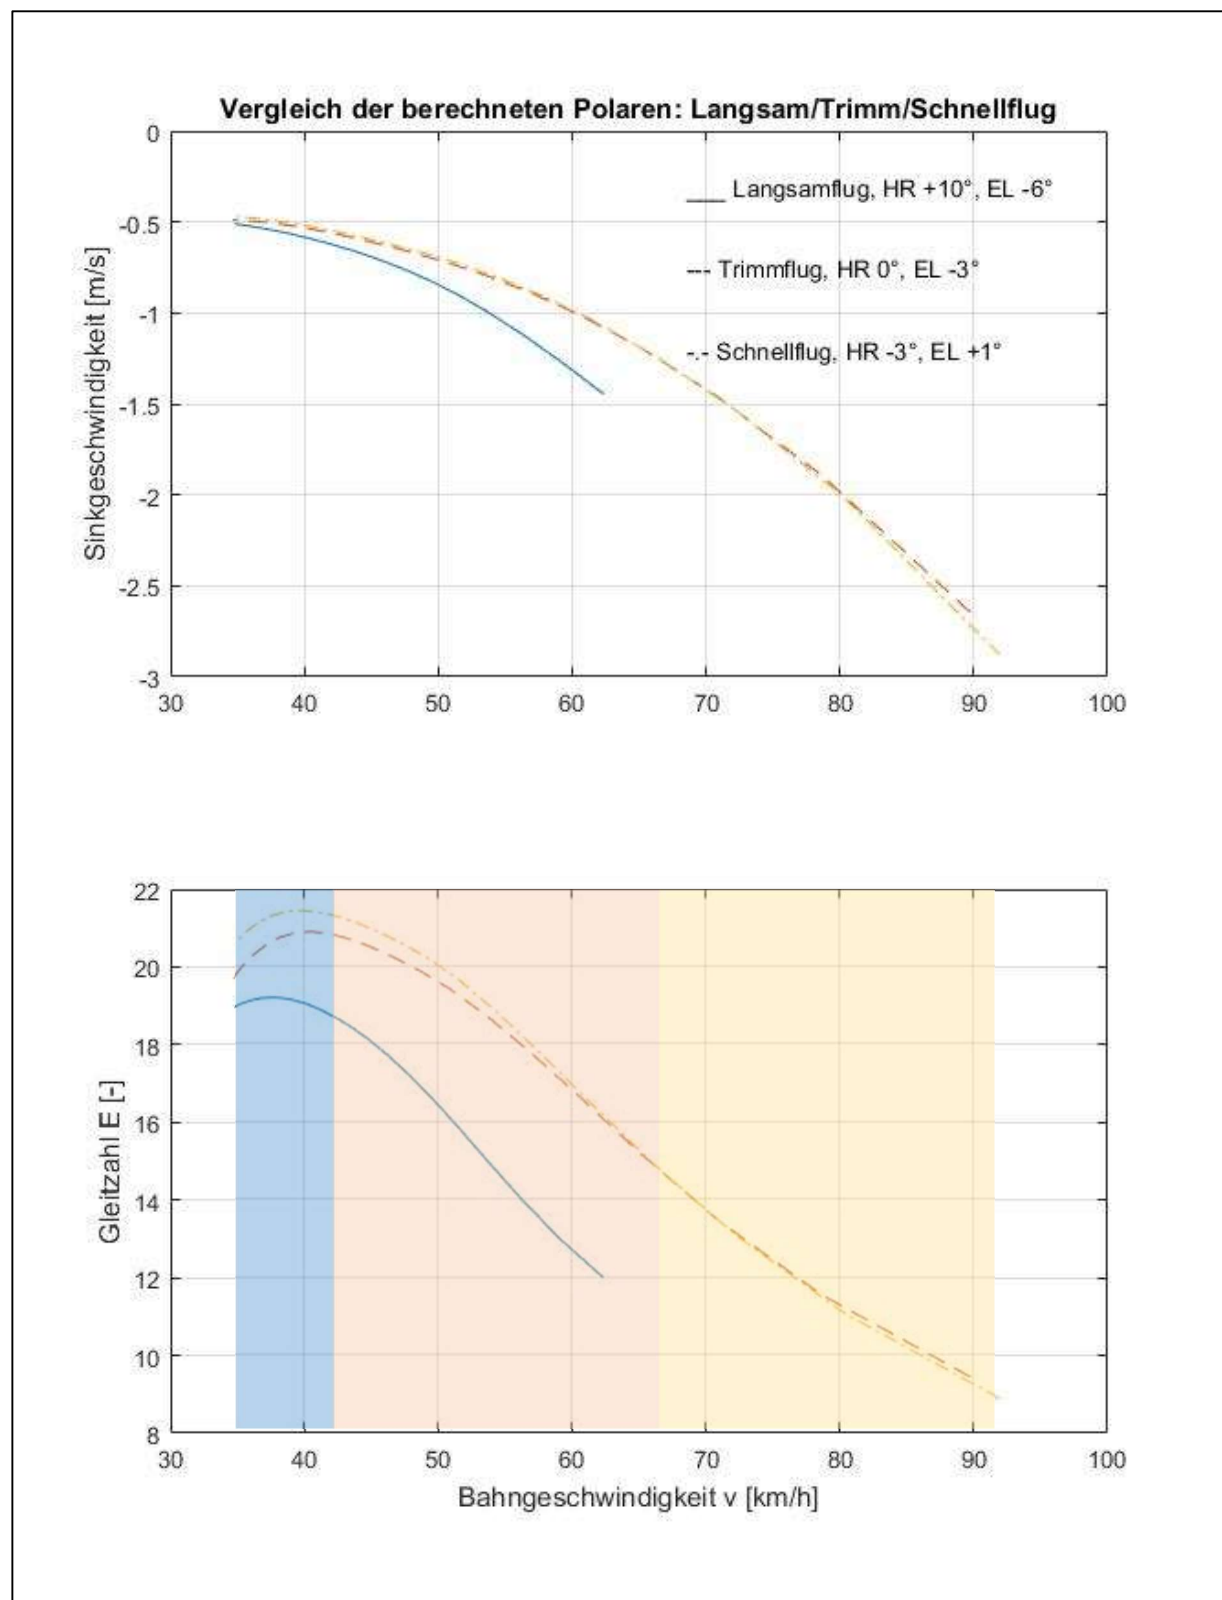 Vergleich der berechneten Polaren: Langsam/Trimm/Schnellflug
0
-0.5
-1
-1.5
-2
-2.5
-3
Sinkgeschwindigkeit [m/s]
Langsamflug, HR +10°, EL -6°
Trimmflug, HR 0°, EL -3°
Schnellflug, HR -3°, EL +1°
30 40 50 60 70 80 90 100
22
20
18
16
14
12
10
8
Gleitzahl E [-]
30 40 50 60 70 80 90 100
Bahngeschwindigkeit v [km/h]